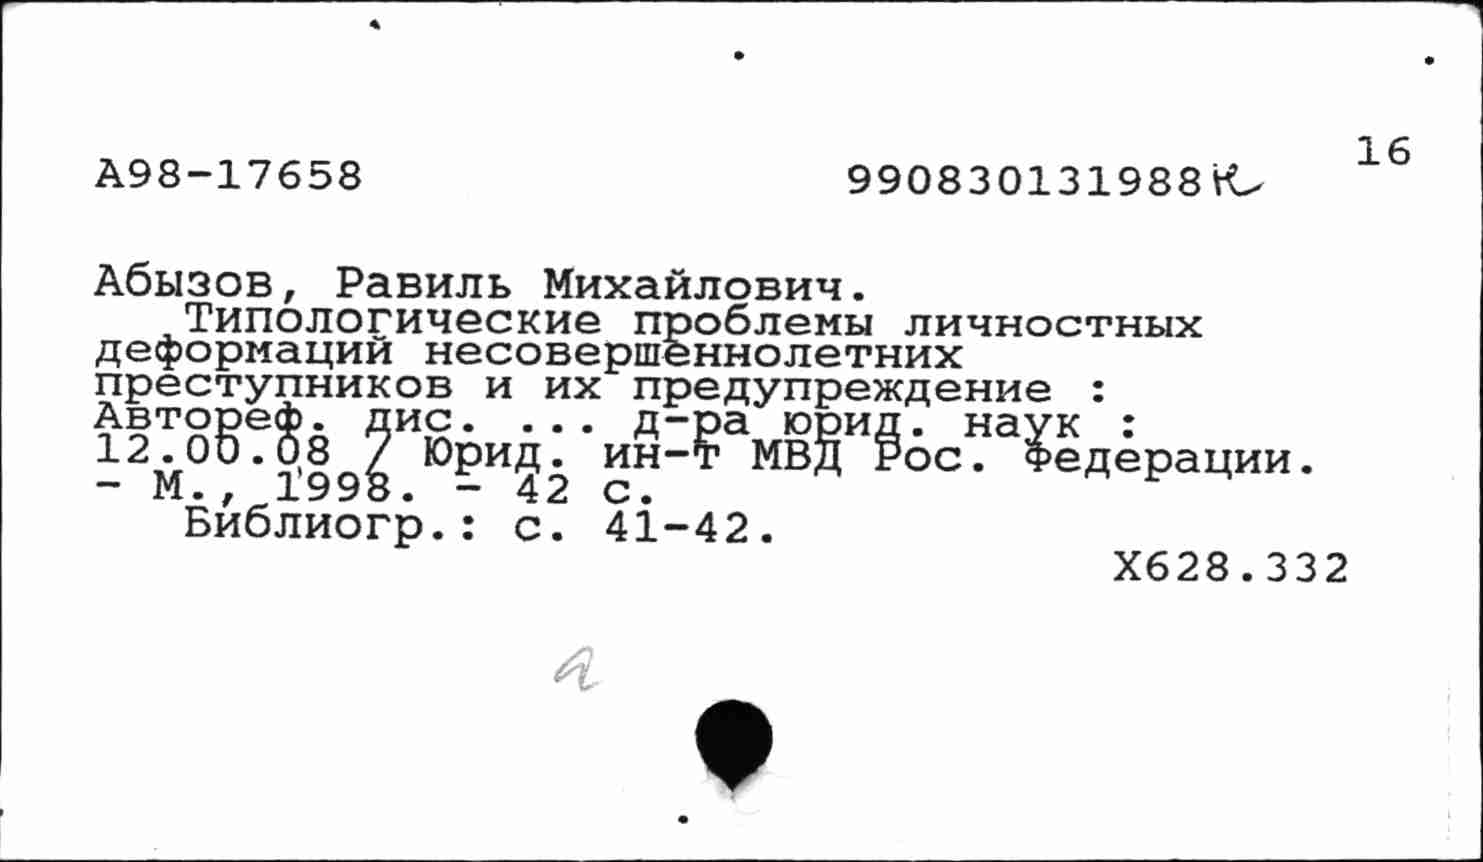 16
А98-17658 990830131988К
Абызов, Равиль Михайлович.
Типологические проблемы личностных
деформаций несовершеннолетних
преступников и их предупреждение :
Автореф. дис. ... д-ра юрид. наук :
12.00.08 / Юрид. ин-т МВД Рос. Федерации.
- М., 1998. - 42 с.
Библиогр.: с. 41-42.
Х628.332